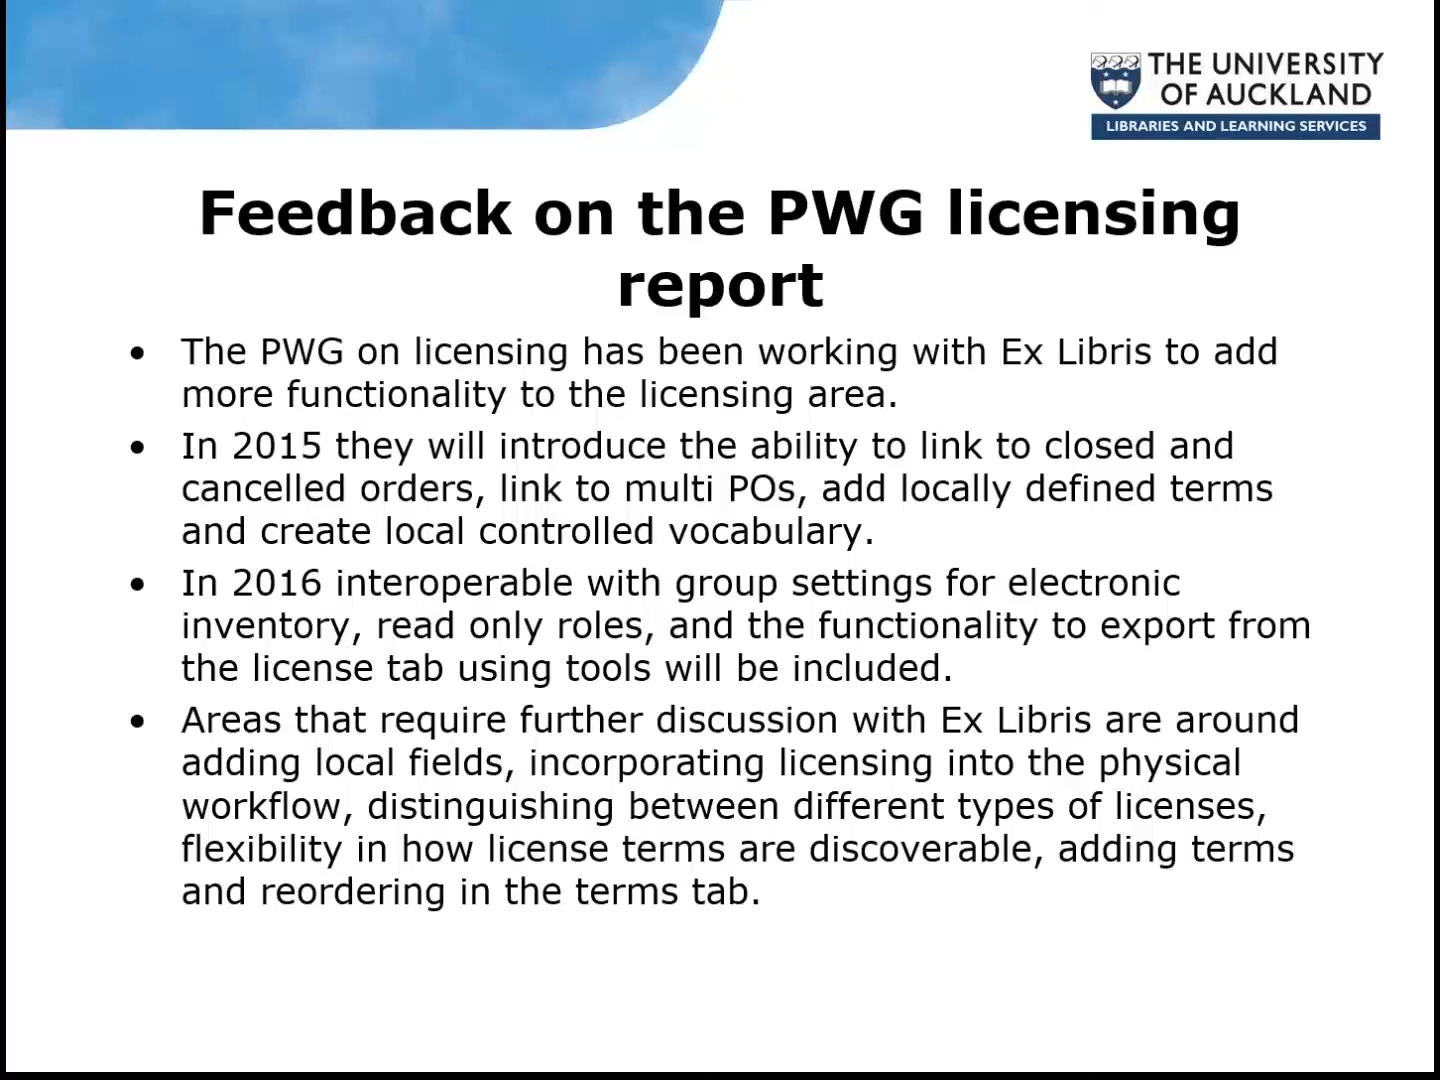 THE UNIVERSITY
OF AUCKLAND
LIBRARIES AND LEARNING SERVICES
Feedback on the PWG licensing
report
• The PWG on licensing has been working with Ex Libris to add
more functionality to the licensing area.
• In 2015 they will introduce the ability to link to closed and
cancelled orders, link to multi POs, add locally defined terms
and create local controlled vocabulary.
• In 2016 interoperable with group settings for electronic
inventory, read only roles, and the functionality to export from
the license tab using tools will be included.
• Areas that require further discussion with Ex Libris are around
adding local fields, incorporating licensing into the physical
workflow, distinguishing between different types of licenses,
flexibility in how license terms are discoverable, adding terms
and reordering in the terms tab.